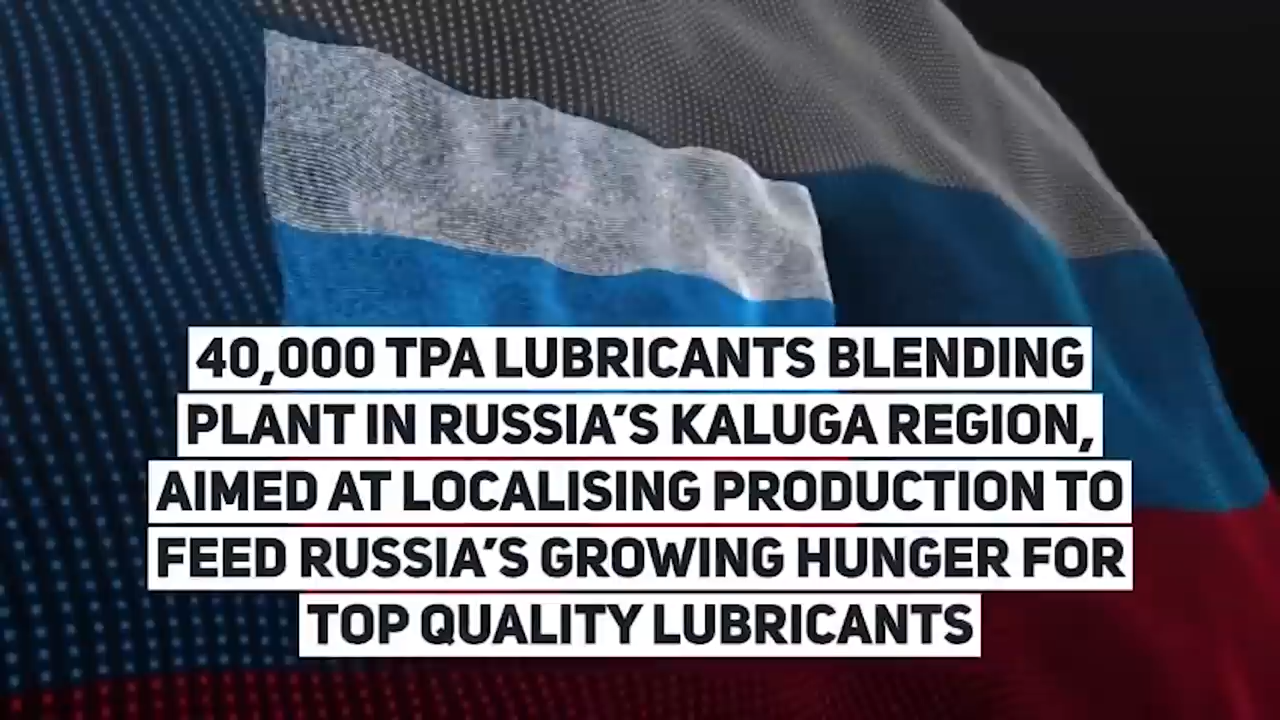 40,000 TPA LUBRICANTS BLENDING
PLANT IN RUSSIA’S KALUGA REGION,
AIMED AT LOCALISING PRODUCTION TO
FEED RUSSIA’S GROWING HUNGER FOR
TOP QUALITY LUBRICANTS